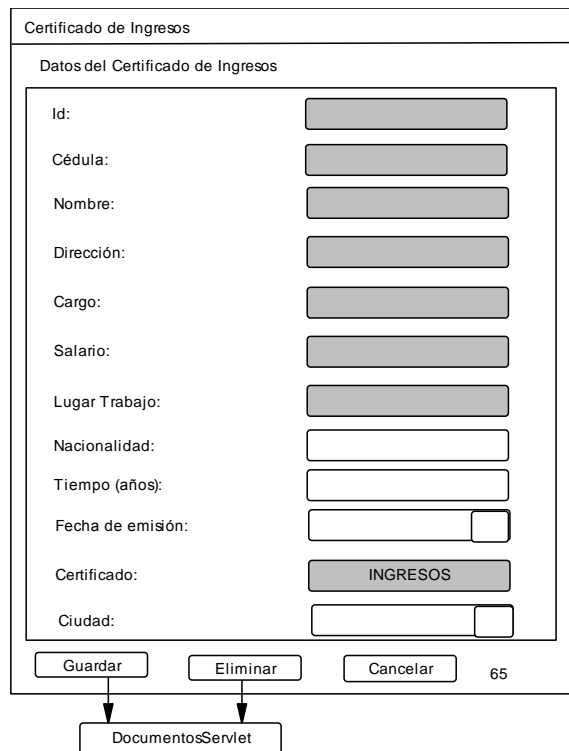 Certificado de Ingresos
Datos del Certificado de Ingresos
Id:
Cédula:
Nombre:
Dirección:
Cargo:
Salario:
Lugar Trabajo:
Nacionalidad:
Tiempo (años):
Fecha de emisión:
Certificado: INGRESOS
Ciudad:
Guardar Eliminar Cancelar 65
DocumentosServlet